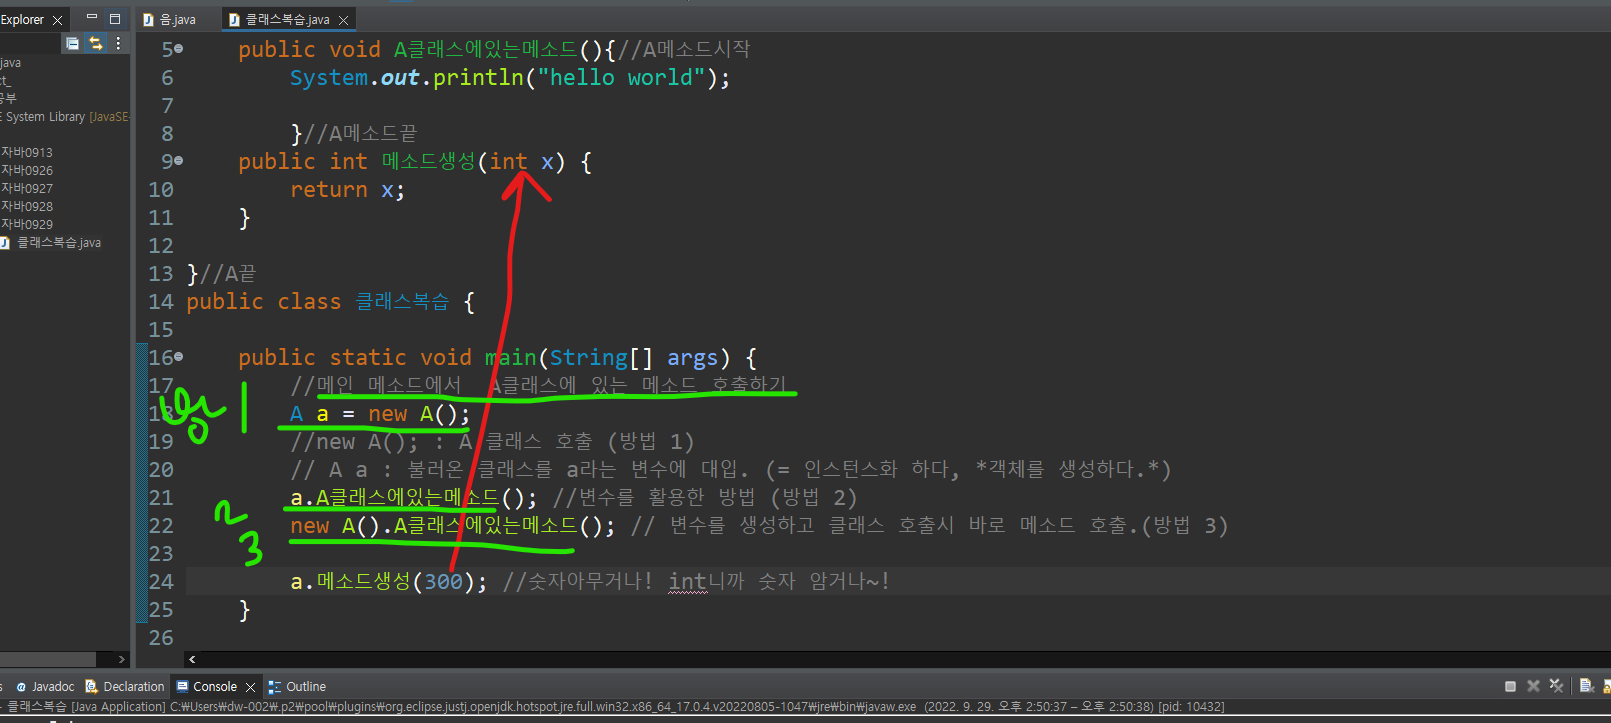 Explorer
음.java
클래스복습.java
java
ct_
공부
E System Library [JavaSE-
자바0913
자바0926
자바0927
자바0928
자바0929
클래스복습.java
5 public void A클래스에있는메소드(){//A메소드시작
6 System.out.println("hello world");
7
8 }//A메소드끝
9 public int 메소드생성(int x) {
10 return x;
11 }
12
13 }//A끝
14 public class 클래스복습 {
15
16 public static void main(String[] args) {
17 //메인 메소드에서  A클래스에 있는 메소드 호출하기
방 1
18 A a = new A();
19 //new A(); : A 클래스 호출 (방법 1)
20 // A a : 불러온 클래스를 a라는 변수에 대입. (= 인스턴스화 하다, *객체를 생성하다.*)
21 a.A클래스에있는메소드(); //변수를 활용한 방법 (방법 2)
2
22 new A().A클래스에있는메소드(); // 변수를 생성하고 클래스 호출시 바로 메소드 호출.(방법 3)
3
23
24 a.메소드생성(300); //숫자아무거나! int니까 숫자 암거나~!
25 }
26
s Javadoc Declaration Console Outline
클래스복습 [Java Application] C:₩Users₩dw-002₩.p2₩pool₩plugins₩org.eclipse.justj.openjdk.hotspot.jre.full.win32.x86_64_17.0.4.v20220805-1047₩jre₩bin₩javaw.exe (2022. 9. 29. 오후 2:50:37 – 오후 2:50:38) [pid: 10432]